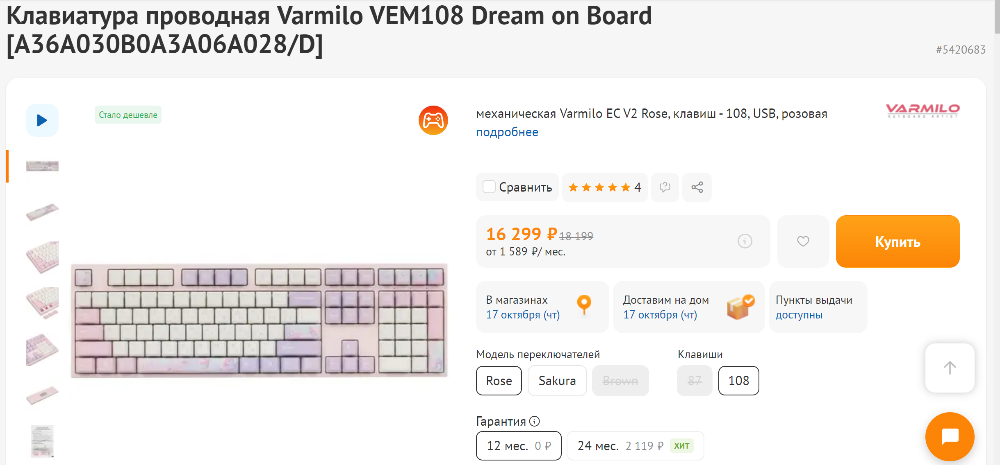 Клавиатура проводная Varmilo VEM108 Dream on Board
[A36A030B0A3A06A028/D]
#5420683
Стало дешевле
механическая Varmilo EC V2 Rose, клавиш - 108, USB, розовая
подробнее
VARMILO
KEYBOARD ARTIST
Сравнить
4
16 299 ₽ 18 199
от 1 589 ₽/ мес.
Купить
В магазинах
17 октября (чт)
Доставим на дом
17 октября (чт)
Пункты выдачи
доступны
Модель переключателей
Rose
Sakura
Brown
Клавиши
87
108
Гарантия
12 мес. 0 ₽
24 мес. 2 119 ₽ ХИТ